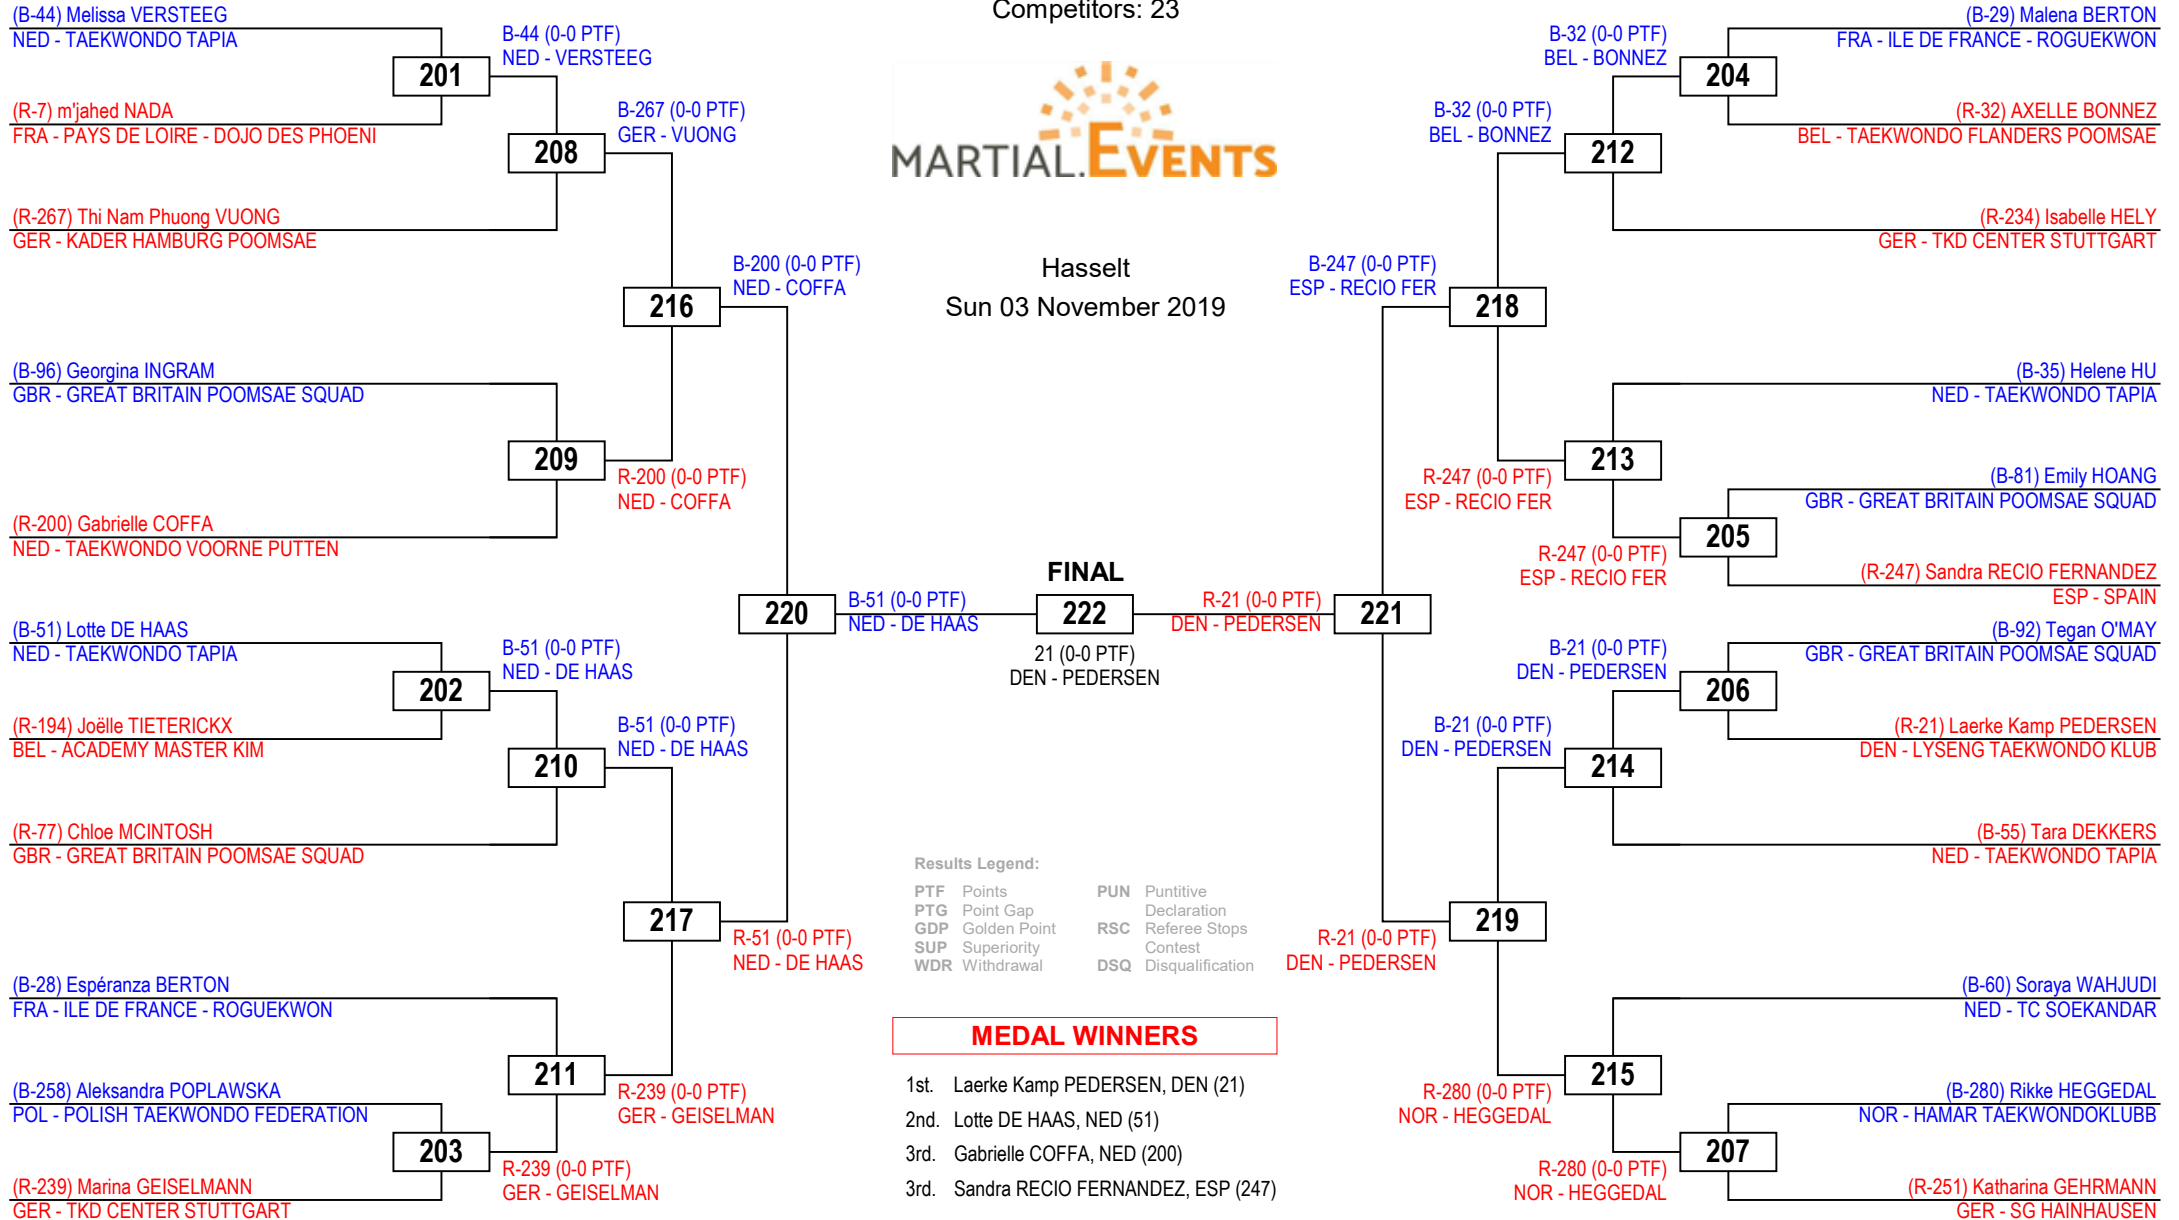 Competitors: 23
MARTIAL.EVENTS
Hasselt
Sun 03 November 2019
(B-44) Melissa VERSTEEG
NED - TAEKWONDO TAPIA
201
(R-7) m'jahed NADA
FRA - PAYS DE LOIRE - DOJO DES PHOENI
B-44 (0-0 PTF)
NED - VERSTEEG
208
(R-267) Thi Nam Phuong VUONG
GER - KADER HAMBURG POOMSAE
B-267 (0-0 PTF)
GER - VUONG
216
B-200 (0-0 PTF)
NED - COFFA
(B-96) Georgina INGRAM
GBR - GREAT BRITAIN POOMSAE SQUAD
209
(R-200) Gabrielle COFFA
NED - TAEKWONDO VOORNE PUTTEN
R-200 (0-0 PTF)
NED - COFFA
220
B-51 (0-0 PTF)
NED - DE HAAS
(B-51) Lotte DE HAAS
NED - TAEKWONDO TAPIA
202
(R-194) Joëlle TIETERICKX
BEL - ACADEMY MASTER KIM
B-51 (0-0 PTF)
NED - DE HAAS
210
(R-77) Chloe MCINTOSH
GBR - GREAT BRITAIN POOMSAE SQUAD
B-51 (0-0 PTF)
NED - DE HAAS
217
R-51 (0-0 PTF)
NED - DE HAAS
(B-28) Espéranza BERTON
FRA - ILE DE FRANCE - ROGUEKWON
211
R-239 (0-0 PTF)
GER - GEISELMAN
(B-258) Aleksandra POPLAWSKA
POL - POLISH TAEKWONDO FEDERATION
203
(R-239) Marina GEISELMANN
GER - TKD CENTER STUTTGART
R-239 (0-0 PTF)
GER - GEISELMAN
FINAL
222
21 (0-0 PTF)
DEN - PEDERSEN
R-21 (0-0 PTF)
DEN - PEDERSEN
221
(B-29) Malena BERTON
FRA - ILE DE FRANCE - ROGUEKWON
204
(R-32) AXELLE BONNEZ
BEL - TAEKWONDO FLANDERS POOMSAE
B-32 (0-0 PTF)
BEL - BONNEZ
212
(R-234) Isabelle HELY
GER - TKD CENTER STUTTGART
B-32 (0-0 PTF)
BEL - BONNEZ
218
B-247 (0-0 PTF)
ESP - RECIO FER
(B-35) Helene HU
NED - TAEKWONDO TAPIA
213
R-247 (0-0 PTF)
ESP - RECIO FER
(B-81) Emily HOANG
GBR - GREAT BRITAIN POOMSAE SQUAD
205
(R-247) Sandra RECIO FERNANDEZ
ESP - SPAIN
R-247 (0-0 PTF)
ESP - RECIO FER
(B-92) Tegan O'MAY
GBR - GREAT BRITAIN POOMSAE SQUAD
206
(R-21) Laerke Kamp PEDERSEN
DEN - LYSENG TAEKWONDO KLUB
B-21 (0-0 PTF)
DEN - PEDERSEN
214
(B-55) Tara DEKKERS
NED - TAEKWONDO TAPIA
B-21 (0-0 PTF)
DEN - PEDERSEN
219
R-21 (0-0 PTF)
DEN - PEDERSEN
(B-60) Soraya WAHJUDI
NED - TC SOEKANDAR
215
R-280 (0-0 PTF)
NOR - HEGGEDAL
(B-280) Rikke HEGGEDAL
NOR - HAMAR TAEKWONDOKLUBB
207
(R-251) Katharina GEHRMANN
GER - SG HAINHAUSEN
R-280 (0-0 PTF)
NOR - HEGGEDAL
Results Legend:
PTF Points
PTG Point Gap
GDP Golden Point
SUP Superiority
WDR Withdrawal
PUN Puntitive
Declaration
RSC Referee Stops
Contest
DSQ Disqualification
MEDAL WINNERS
1st. Laerke Kamp PEDERSEN, DEN (21)
2nd. Lotte DE HAAS, NED (51)
3rd. Gabrielle COFFA, NED (200)
3rd. Sandra RECIO FERNANDEZ, ESP (247)